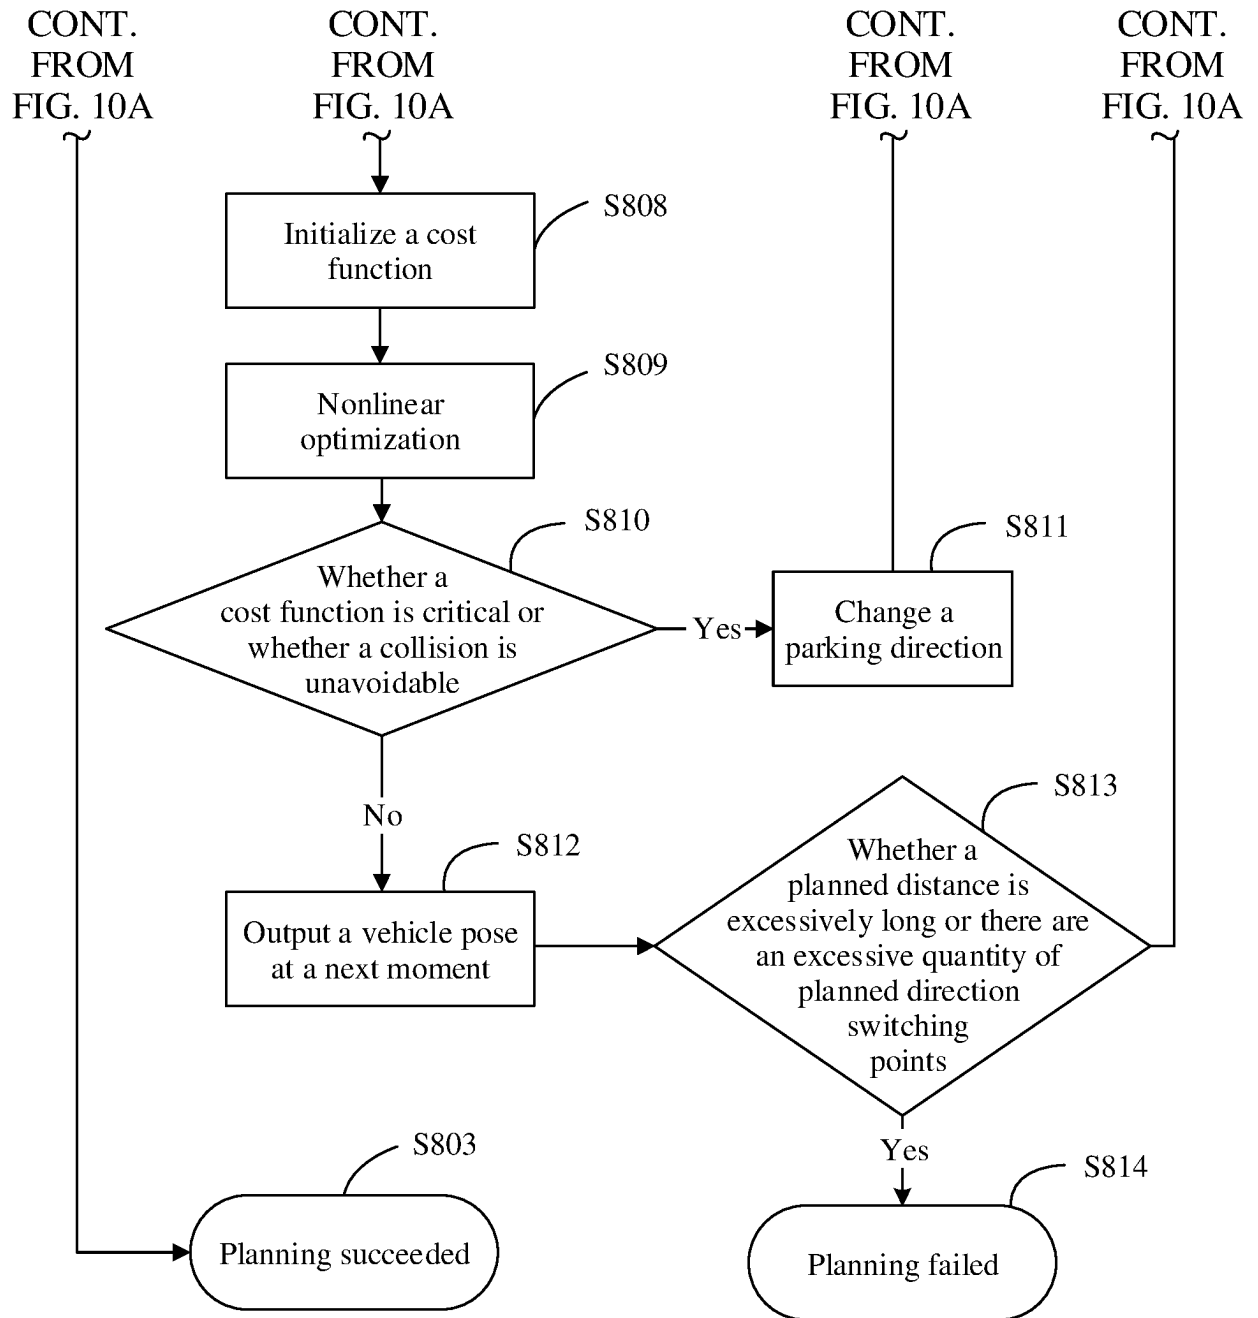 CONT.
FROM
FIG. 10A
CONT.
FROM
FIG. 10A
CONT.
FROM
FIG. 10A
CONT.
FROM
FIG. 10A
S808
Initialize a cost
function
S809
Nonlinear
optimization
S810
Whether a
cost function is critical or
whether a collision is
unavoidable
Yes
S811
Change a
parking direction
No
S812
Output a vehicle pose
at a next moment
S813
Whether a
planned distance is
excessively long or there are
an excessive quantity of
planned direction
switching
points
Yes
S803
Planning succeeded
S814
Planning failed